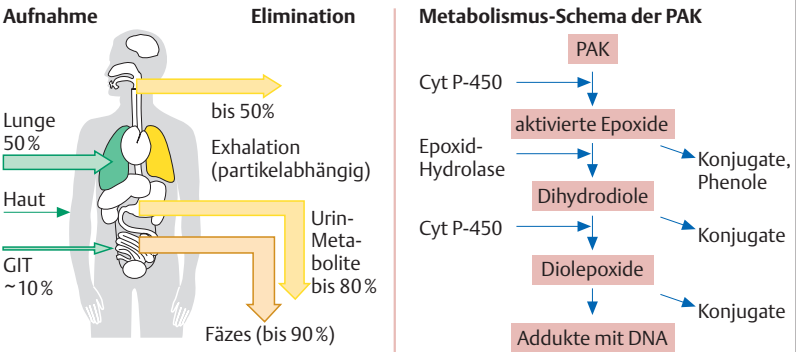 Aufnahme
Elimination
bis 50%
Lunge
50%
Exhalation
(partikelabhängig)
Haut
Urin-
Meta-
bolite
bis 80%
GIT
~10%
Fäzes (bis 90%)
Metabolismus-Schema der PAK
PAK
Cyt P-450
aktivierte Epoxide
Epoxid-
Hydrolase
Konjugate,
Phenole
Dihydrodiole
Cyt P-450
Konjugate
Diolepoxide
Konjugate
Addukte mit DNA